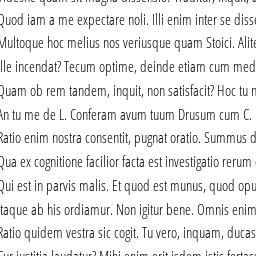 Quod iam a me expectare noli. Illi enim inter se disse
Multoque hoc melius nos veriusque quam Stoici. Alite
ille incendat? Tecum optime, deinde etiam cum med
Quam ob rem tandem, inquit, non satisfacit? Hoc tu n
An tu me de L. Conferam avum tuum Drusum cum C.
Ratio enim nostra consentit, pugnat oratio. Summus d
Qua ex cognitione facilior facta est investigatio rerum
Qui est in parvis malis. Et quod est munus, quod opu
Itaque ab his ordiamur. Non igitur bene. Omnis enim
Ratio quidem vestra sic cogit. Tu vero, inquam, ducas